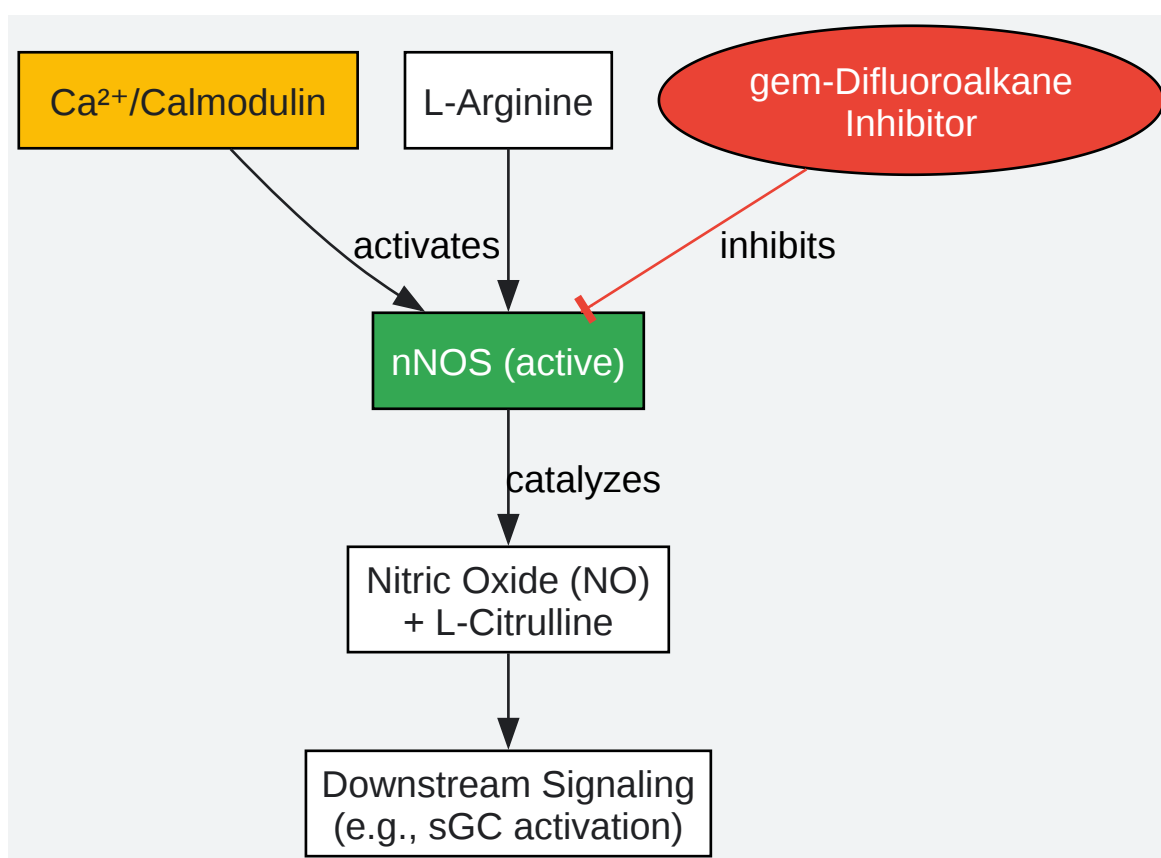 Ca²⁺/Calmodulin
L-Arginine
gem-Difluoroalkane
Inhibitor
activates
inhibits
nNOS (active)
catalyzes
Nitric Oxide (NO)
+ L-Citrulline
Downstream Signaling
(e.g., sGC activation)